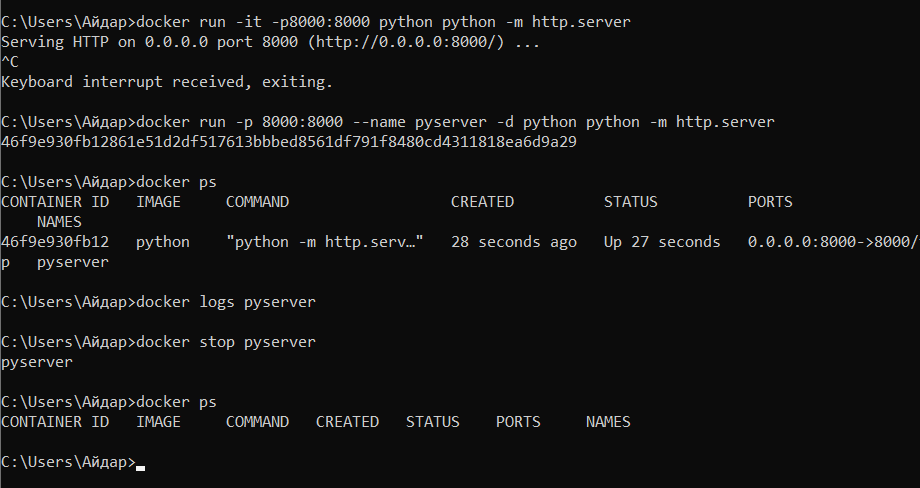 C:\Users\Айдар>docker run -it -p8000:8000 python python -m http.server
Serving HTTP on 0.0.0.0 port 8000 (http://0.0.0.0:8000/) ...
^C
Keyboard interrupt received, exiting.
C:\Users\Айдар>docker run -p 8000:8000 --name pyserver -d python python -m http.server
46f9e930fb12861e51d2df517613bbbed8561df791f8480cd4311818ea6d9a29
C:\Users\Айдар>docker ps
CONTAINER ID   IMAGE     COMMAND                  CREATED          STATUS          PORTS
    NAMES
46f9e930fb12   python    "python -m http.serv…"   28 seconds ago   Up 27 seconds   0.0.0.0:8000->8000/
p   pyserver
C:\Users\Айдар>docker logs pyserver
C:\Users\Айдар>docker stop pyserver
pyserver
C:\Users\Айдар>docker ps
CONTAINER ID   IMAGE     COMMAND   CREATED   STATUS    PORTS     NAMES
C:\Users\Айдар>